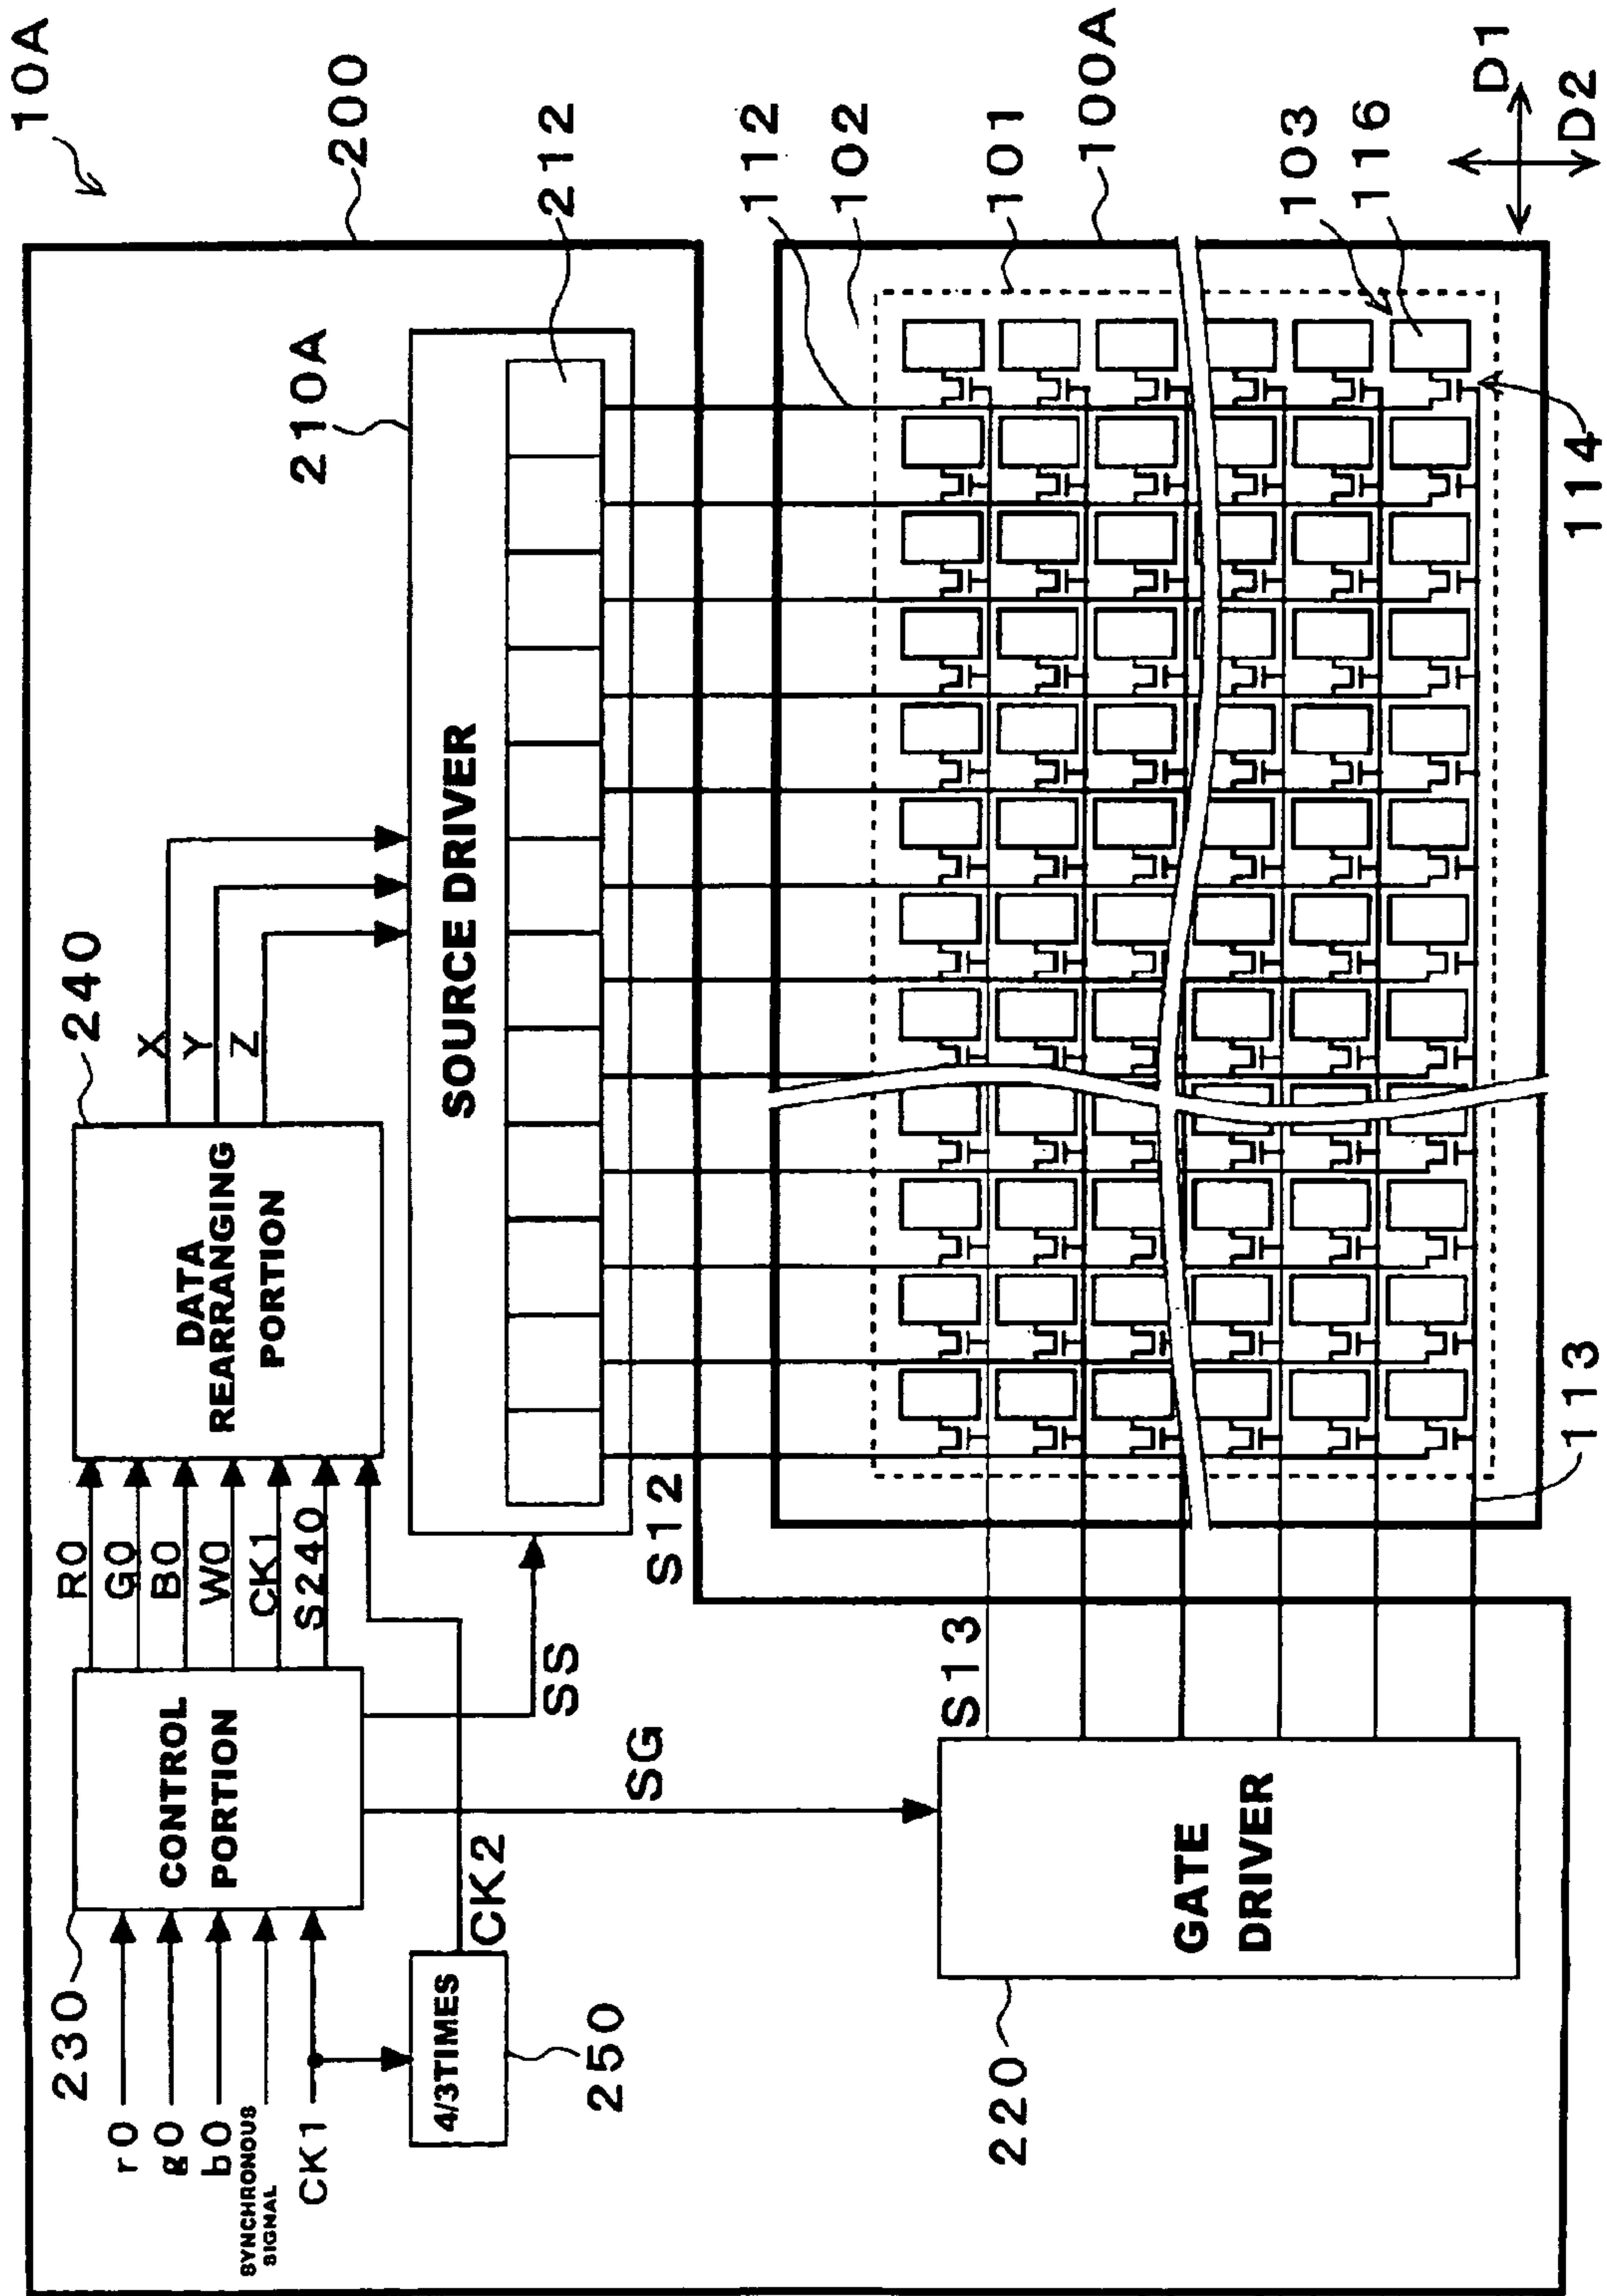 10A
200
210A
212
240
X
Y
Z
DATA
REARRANGING
PORTION
R0
G0
B0
W0
CK1
S240
CONTROL
PORTION
230
r0
g0
b0
SYNCHRONOUS
SIGNAL
CK1
4/3TIMES
250
CK2
SS
SG
SOURCE DRIVER
S12
S13
GATE
DRIVER
220
112
102
101
100A
103
116
114
113
D1
D2